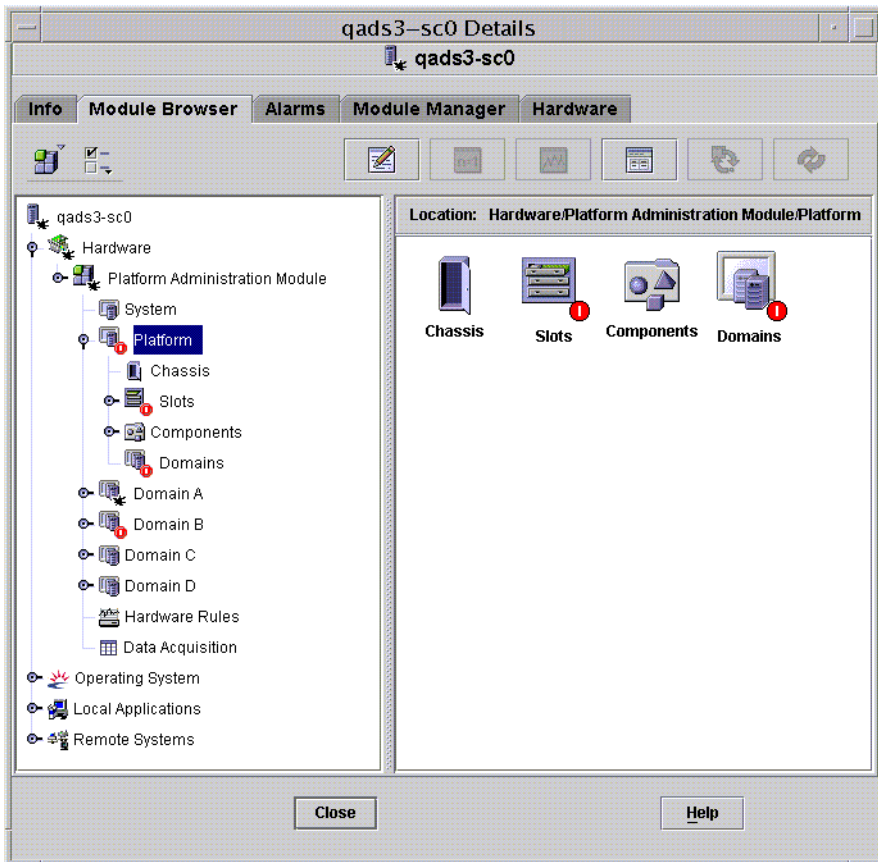 qads3-sc0 Details
qads3-sc0
Info Module Browser Alarms Module Manager Hardware
qads3-sc0
Hardware
Platform Administration Module
System
Platform
Chassis
Slots
Components
Domains
Domain A
Domain B
Domain C
Domain D
Hardware Rules
Data Acquisition
Operating System
Local Applications
Remote Systems
Location: Hardware/Platform Administration Module/Platform
Chassis Slots Components Domains
Close Help